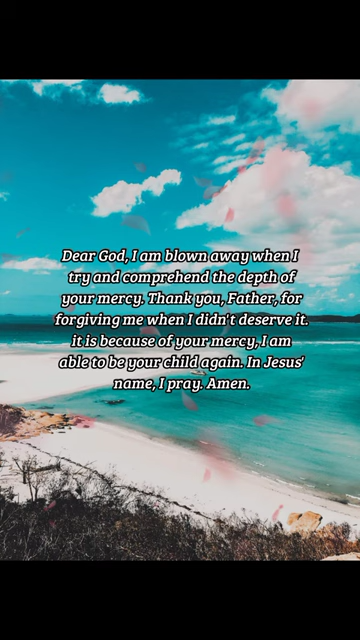 Dear God, I am blown away when I
try and comprehend the depth of
your mercy. Thank you, Father, for
forgiving me when I didn't deserve it.
it is because of your mercy, I am
able to be your child again. In Jesus'
name, I pray. Amen.